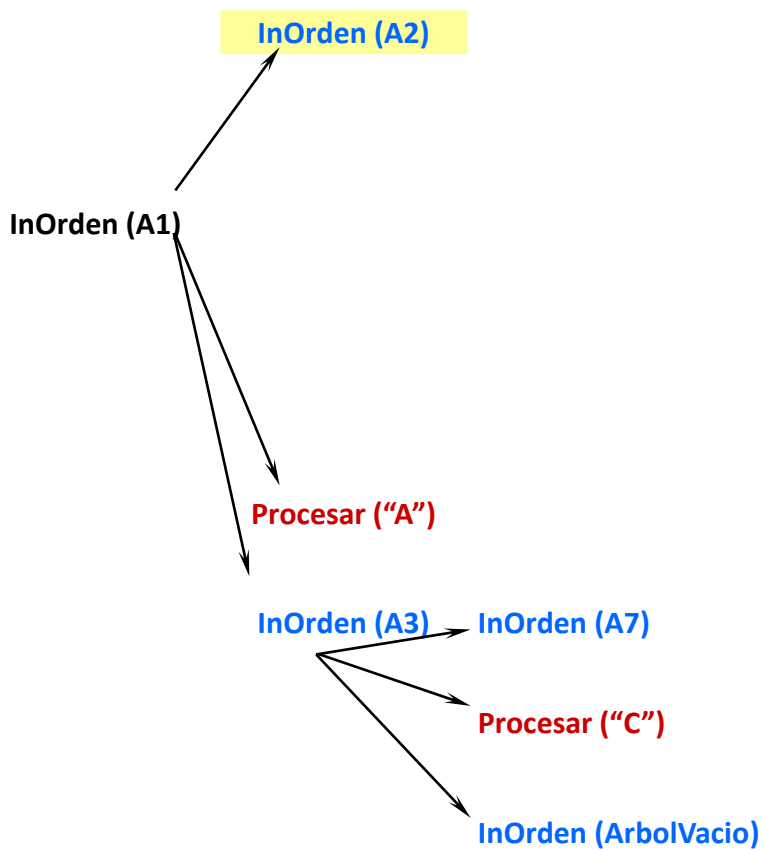 InOrden (A2)
InOrden (A1)
Procesar (“A”)
InOrden (A3)
InOrden (A7)
Procesar (“C”)
InOrden (ArbolVacio)